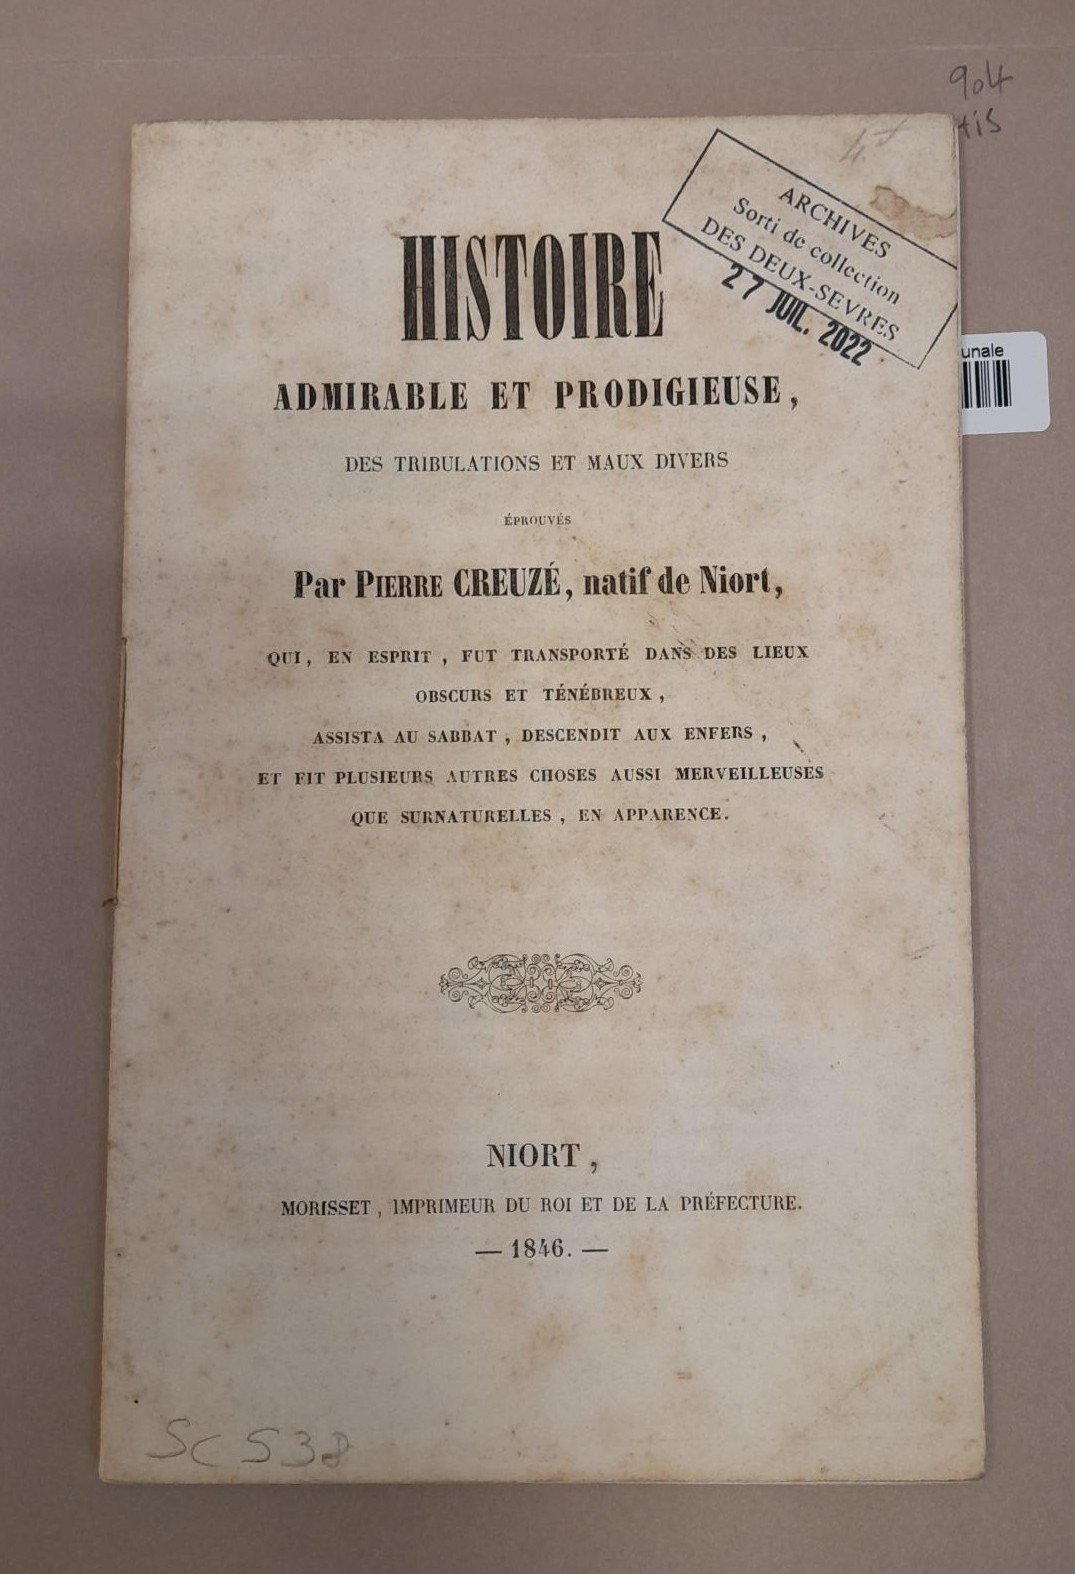 904
HISTOIRE
ADMIRABLE ET PRODIGIEUSE,
DES TRIBULATIONS ET MAUX DIVERS
ÉPROUVÉS
Par PIERRE CREUZÉ, natif de Niort,
QUI, EN ESPRIT, FUT TRANSPORTÉ DANS DES LIEUX
OBSCURS ET TÉNÉBREUX,
ASSISTA AU SABBAT, DESCENDIT AUX ENFERS,
ET FIT PLUSIEURS AUTRES CHOSES AUSSI MERVEILLEUSES
QUE SURNATURELLES, EN APPARENCE.
NIORT,
MORISSET, IMPRIMEUR DU ROI ET DE LA PRÉFECTURE.
— 1846. —
SC 538
ARCHIVES
Sorti de collection
DES DEUX-SEVRES
27 JUIL. 2022
unale